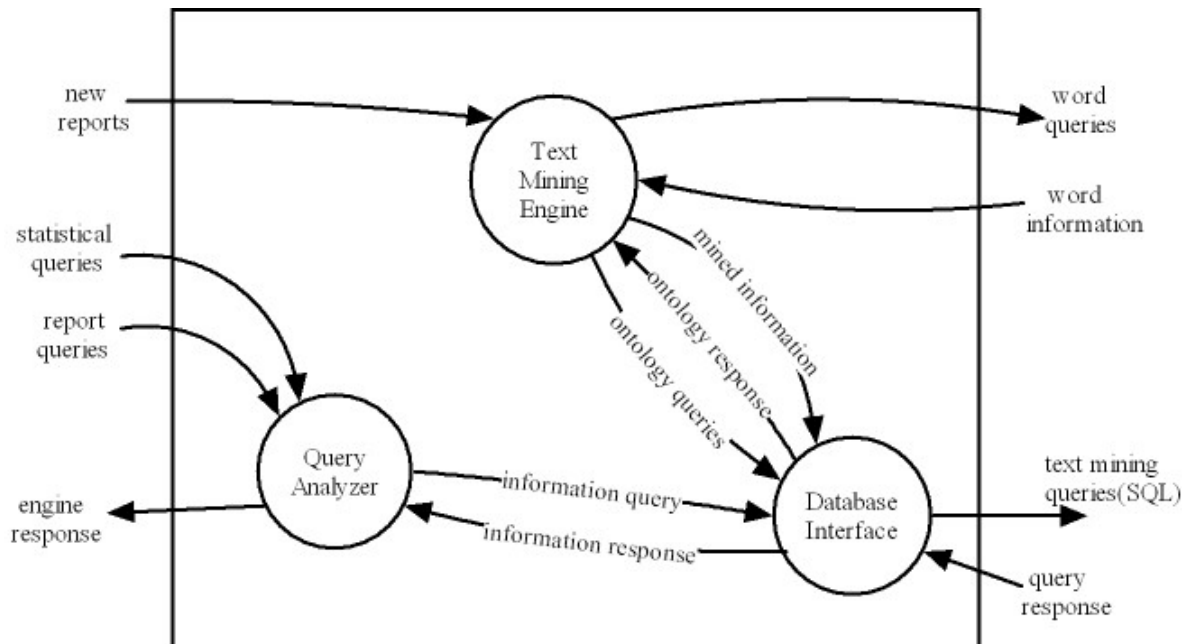 new
reports
word
queries
Text
Mining
Engine
word
information
statistical
queries
mined information
ontology response
ontology queries
report
queries
Query
Analyzer
information query
information response
Database
Interface
text mining
queries(SQL)
engine
response
query
response